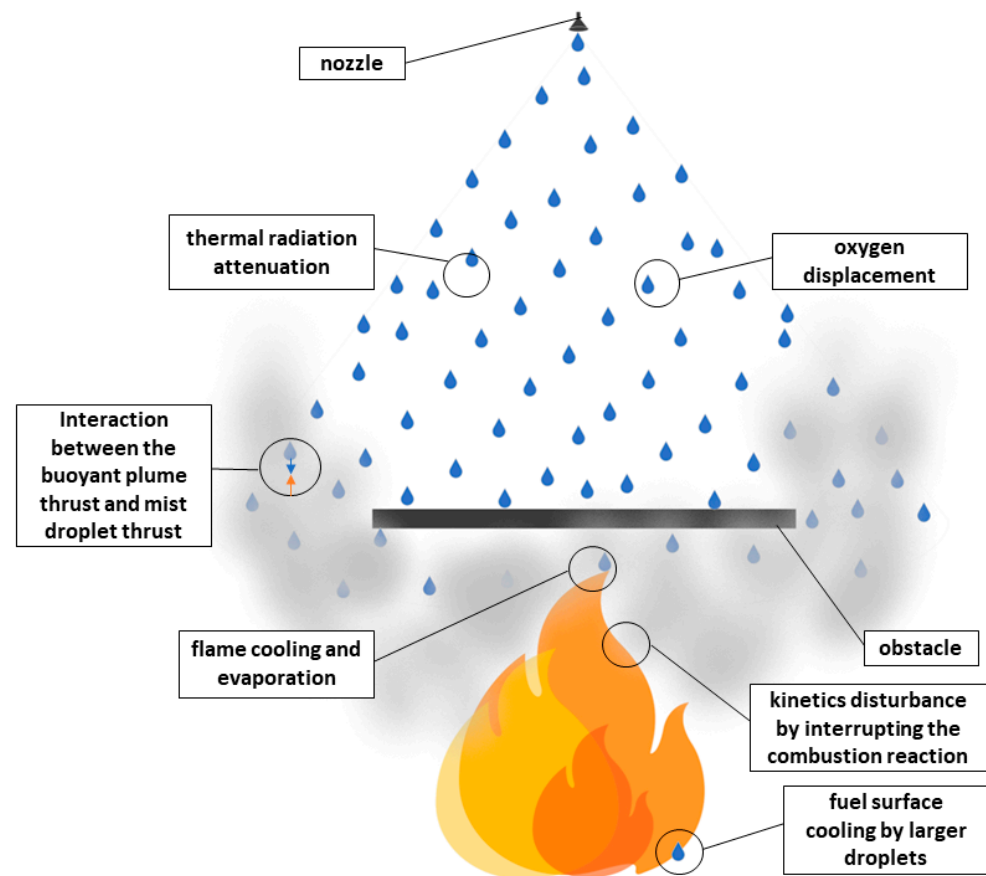 nozzle
thermal radiation
attenuation
oxygen
displacement
Interaction
between the
buoyant plume
thrust and mist
droplet thrust
flame cooling and
evaporation
obstacle
kinetics disturbance
by interrupting the
combustion reaction
fuel surface
cooling by larger
droplets